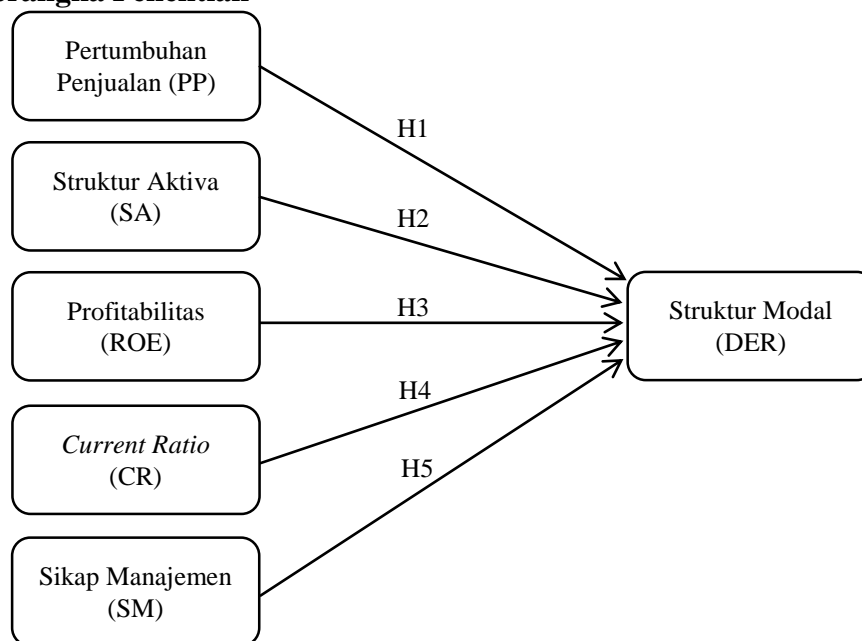 Pertumbuhan
Penjualan (PP)
H1
Struktur Aktiva
(SA)
H2
Profitabilitas
(ROE)
H3
Struktur Modal
(DER)
Current Ratio
(CR)
H4
H5
Sikap Manajemen
(SM)